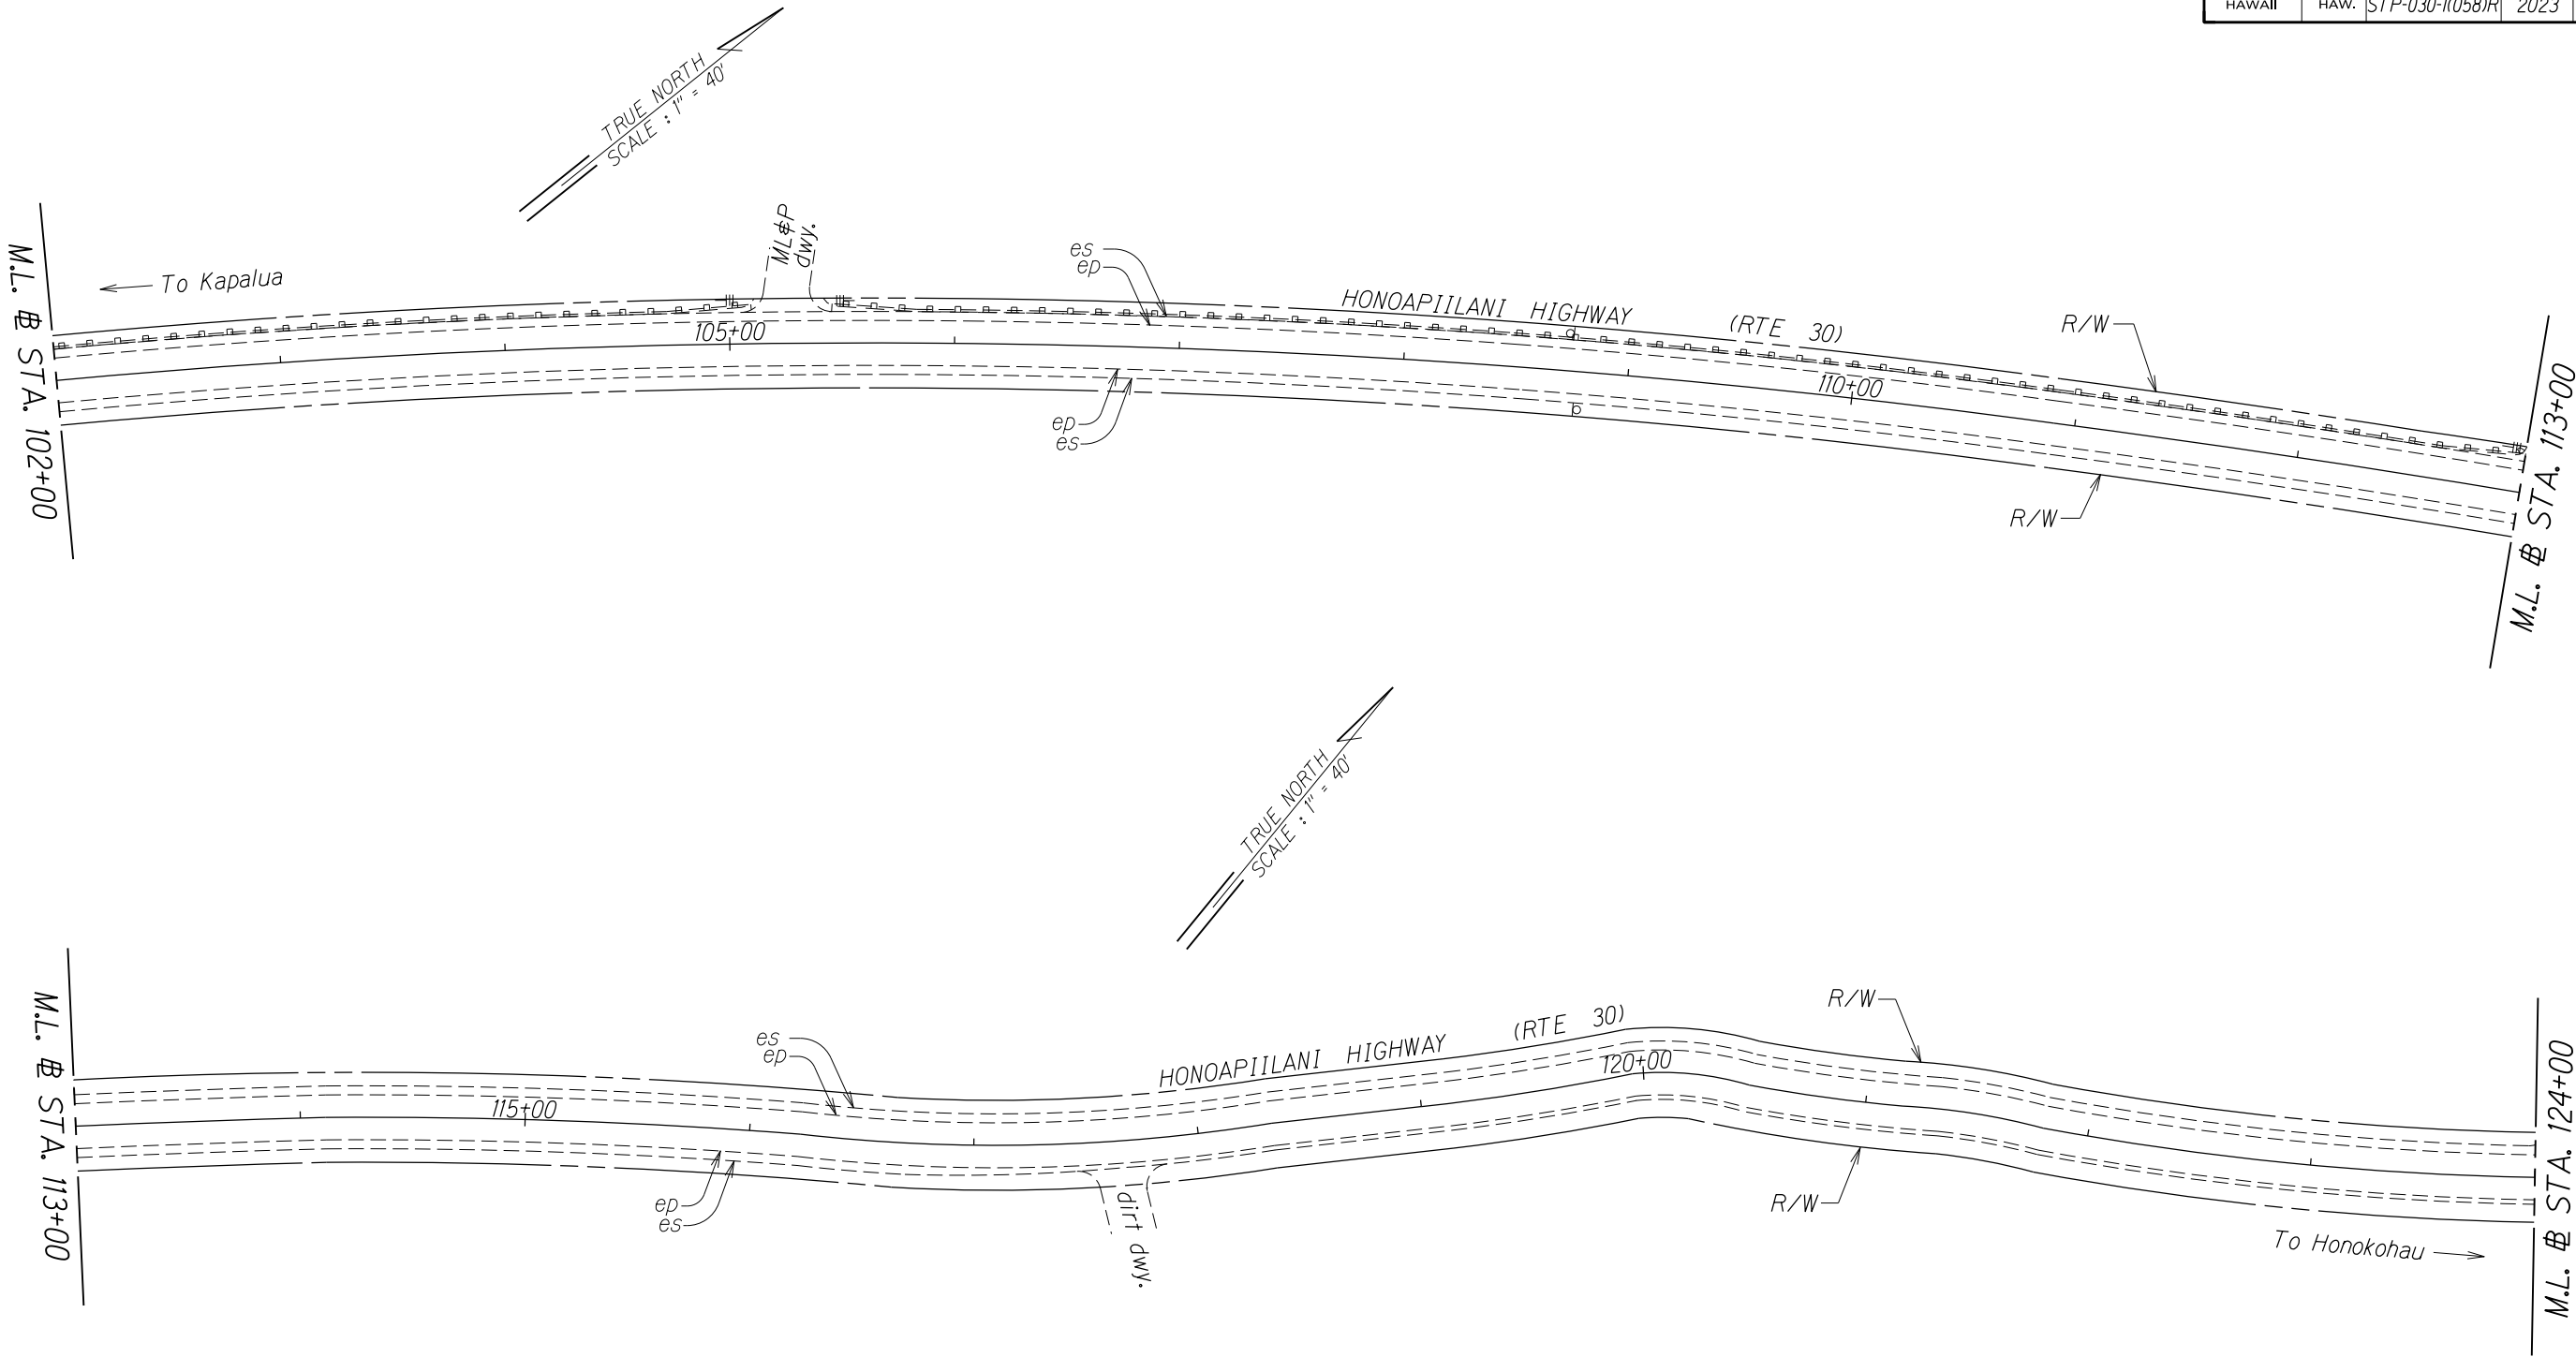 HAWAII HAW. STP-030-1(058)R 2023
TRUE NORTH
SCALE : 1" = 40'
M.L. ⅊ STA. 102+00
To Kapalua
ML&P
dwy.
105+00
es
ep
ep
es
HONOAPIILANI HIGHWAY (RTE 30)
110+00
R/W
R/W
M.L. ⅊ STA. 113+00
TRUE NORTH
SCALE : 1" = 40'
M.L. ⅊ STA. 113+00
115+00
es
ep
ep
es
dirt dwy.
HONOAPIILANI HIGHWAY (RTE 30)
120+00
R/W
R/W
To Honokohau
M.L. ⅊ STA. 124+00